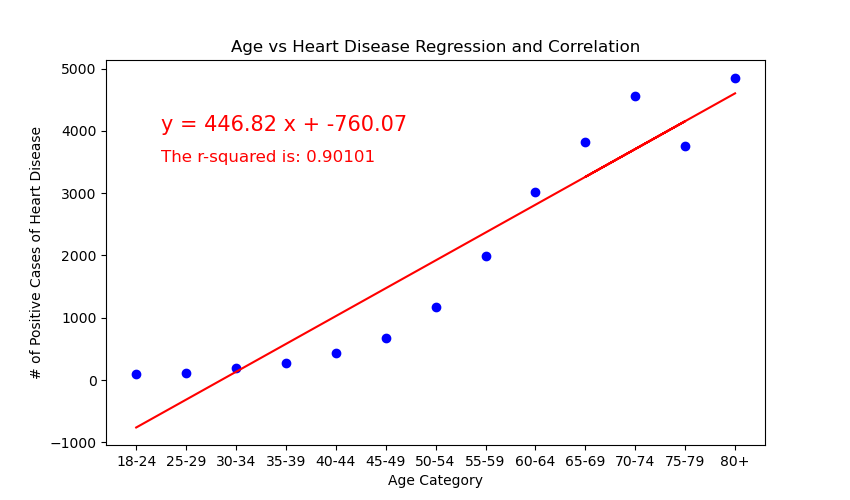 Age vs Heart Disease Regression and Correlation
5000
4000
3000
2000
1000
0
−1000
# of Positive Cases of Heart Disease
y = 446.82 x + -760.07
The r-squared is: 0.90101
18-24 25-29 30-34 35-39 40-44 45-49 50-54 55-59 60-64 65-69 70-74 75-79 80+
Age Category